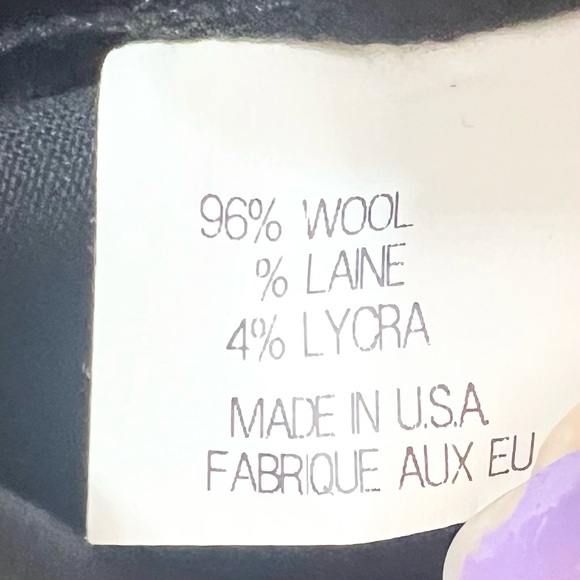 96% WOOL
% LAINE
4% LYCRA
MADE IN U.S.A.
FABRIQUE AUX EU